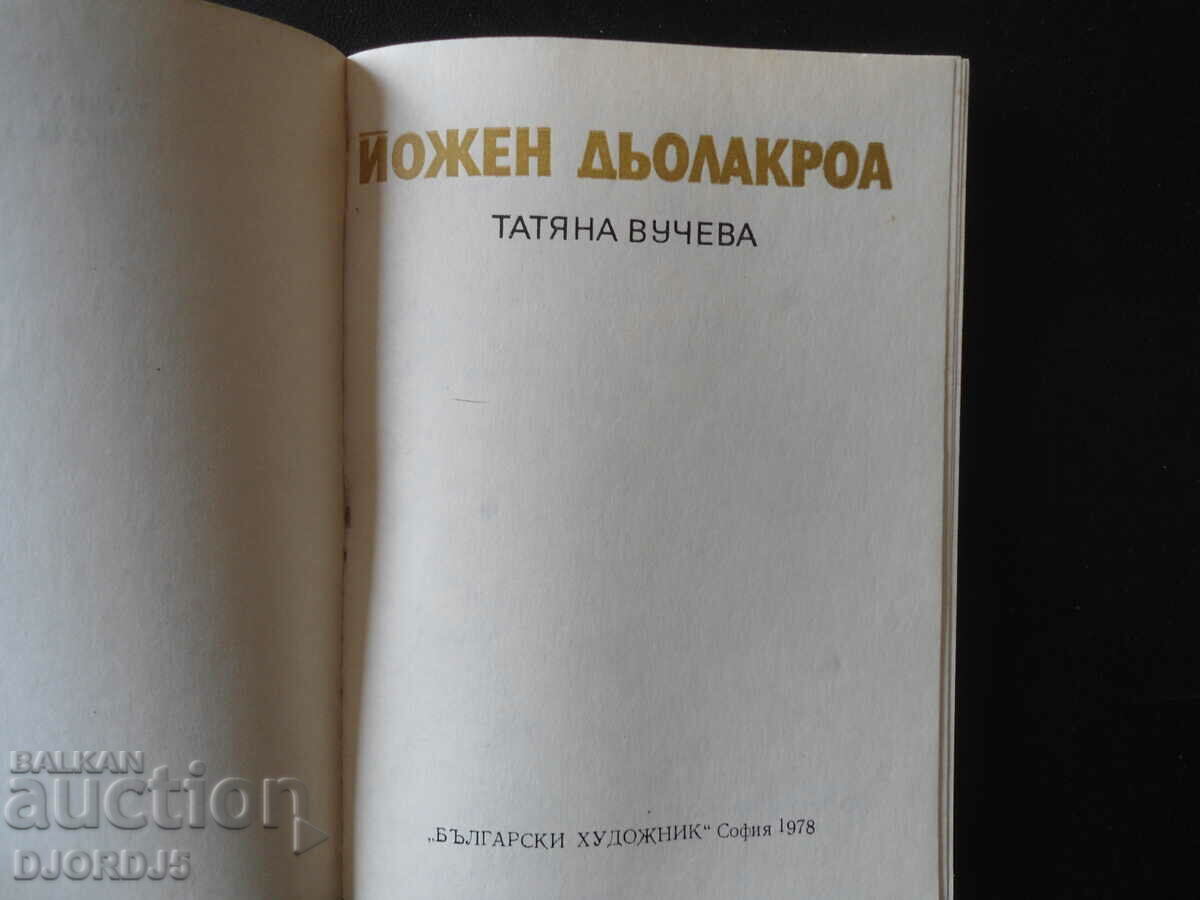 ЙОЖЕН ДЬОЛАКРОА
ТАТЯНА ВУЧЕВА
„БЪЛГАРСКИ ХУДОЖНИК“ София 1978
BALKAN
auction
DJORDJ5